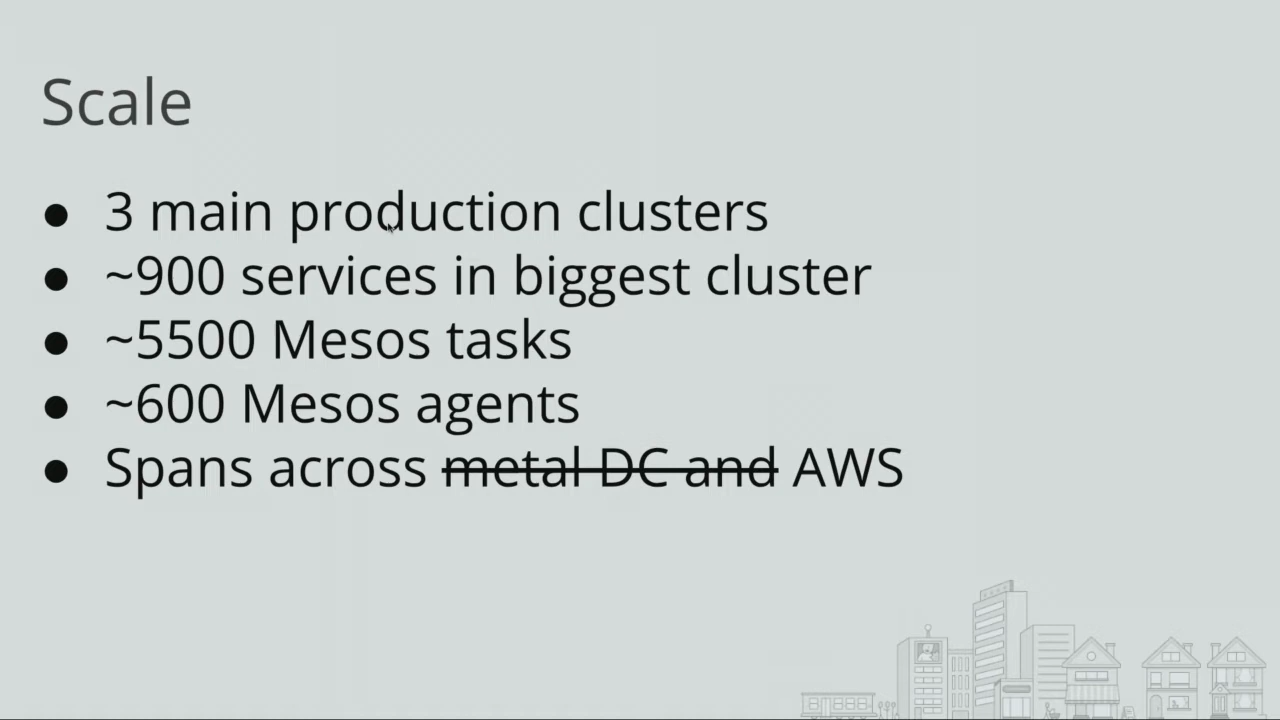 Scale
● 3 main production clusters
● ~900 services in biggest cluster
● ~5500 Mesos tasks
● ~600 Mesos agents
● Spans across metal DC and AWS